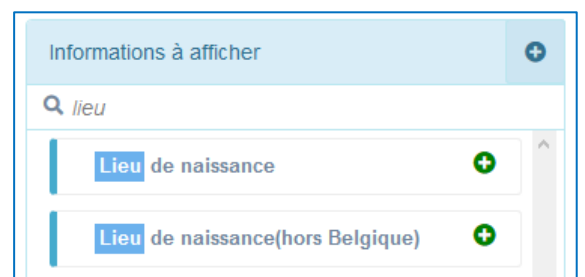 Informations à afficher
lieu
Lieu de naissance
Lieu de naissance(hors Belgique)